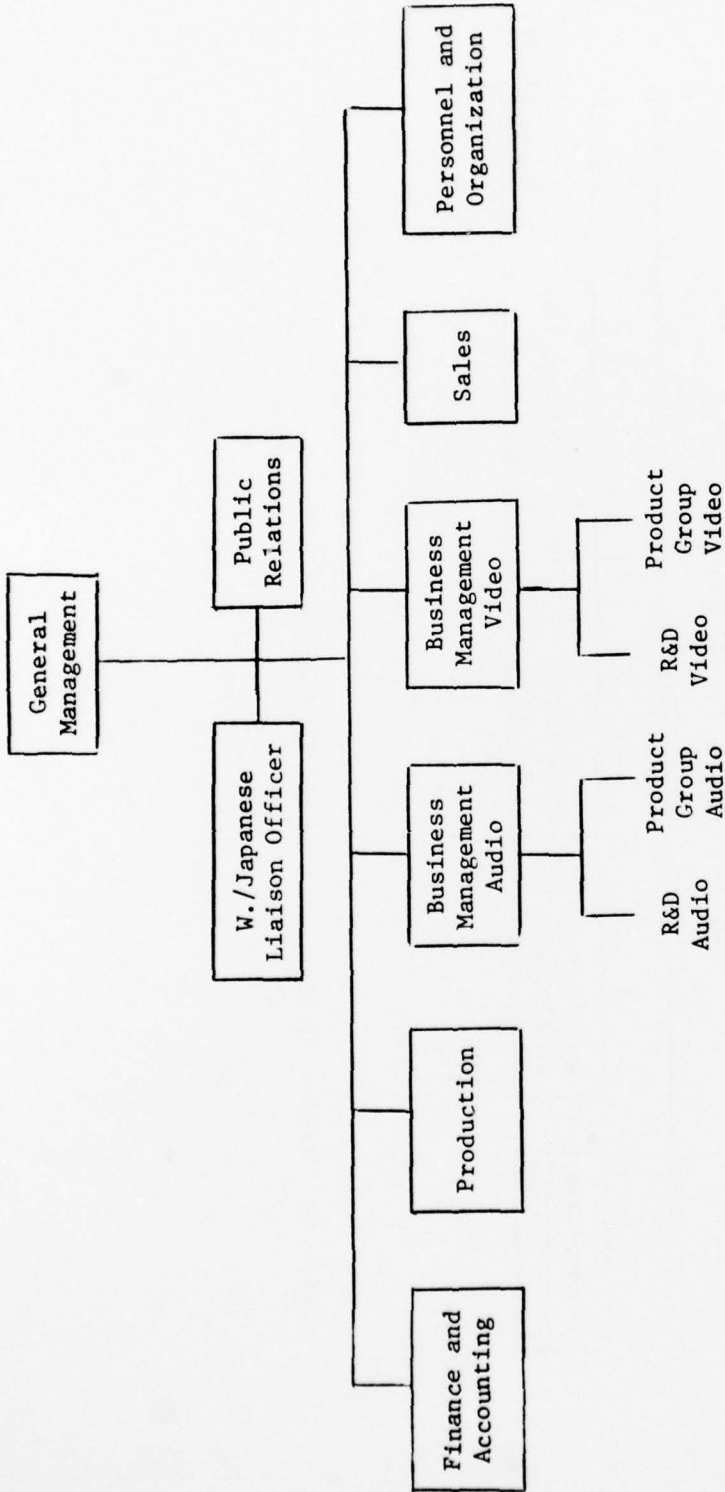 General
Management
W./Japanese
Liaison Officer
Public
Relations
Finance and
Accounting
Production
Business
Management
Audio
Business
Management
Video
Sales
Personnel and
Organization
R&D
Audio
Product
Group
Audio
R&D
Video
Product
Group
Video